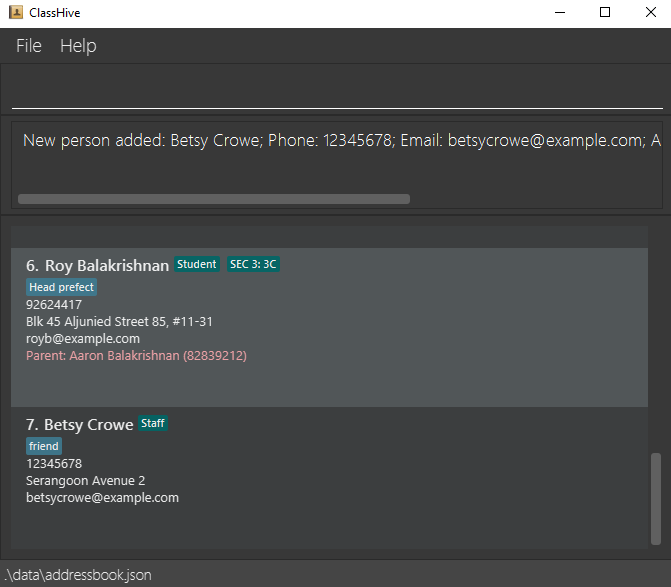 ClassHive
File Help
New person added: Betsy Crowe; Phone: 12345678; Email: betsycrowe@example.com; A
6. Roy Balakrishnan Student SEC 3: 3C
Head prefect
92624417
Blk 45 Aljunied Street 85, #11-31
royb@example.com
Parent: Aaron Balakrishnan (82839212)
7. Betsy Crowe Staff
friend
12345678
Serangoon Avenue 2
betsycrowe@example.com
.\data\addressbook.json